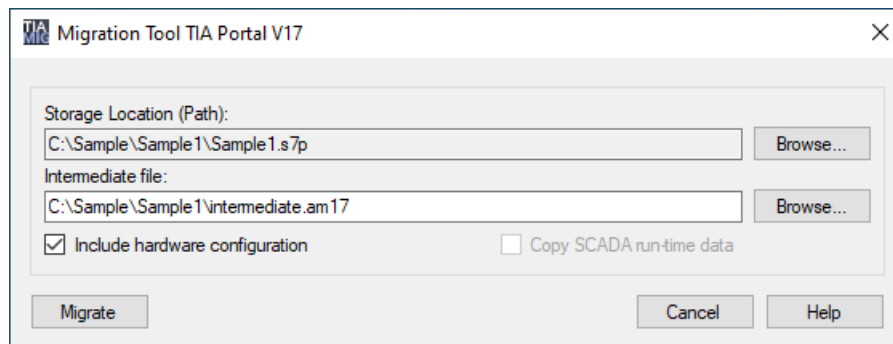 TIA
MIG
Migration Tool TIA Portal V17
Storage Location (Path):
C:\Sample\Sample1\Sample1.s7p
Browse...
Intermediate file:
C:\Sample\Sample1\intermediate.am17
Browse...
Include hardware configuration
Copy SCADA run-time data
Migrate
Cancel
Help